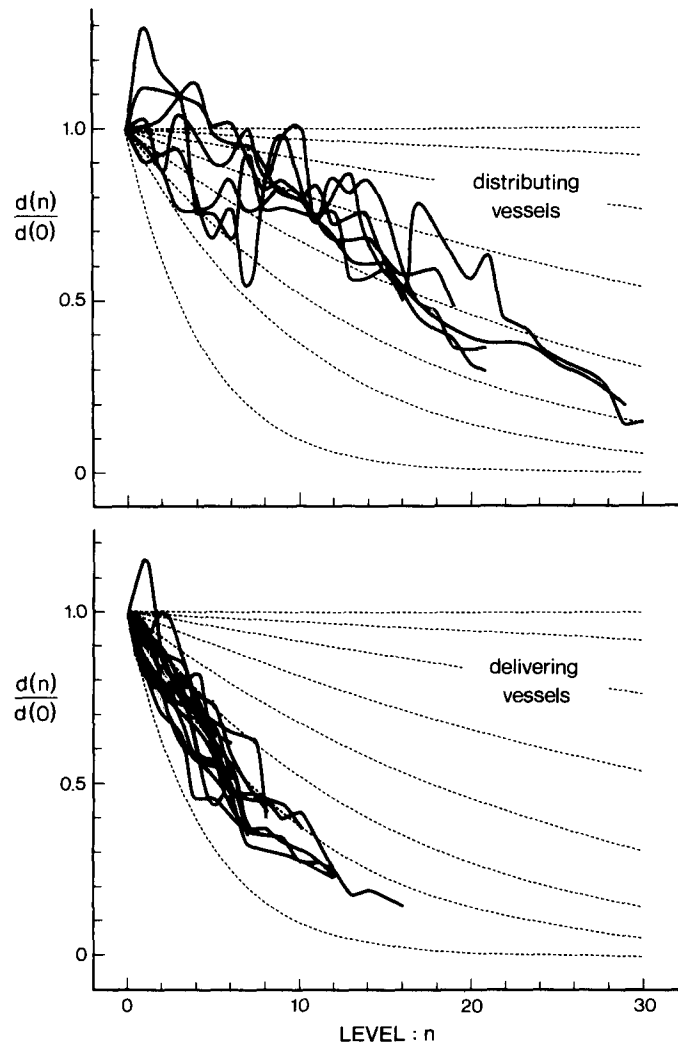 1.0
d(n)
d(0)
0.5
0
distributing
vessels
1.0
d(n)
d(0)
0.5
0
delivering
vessels
0 10 20 30
LEVEL : n